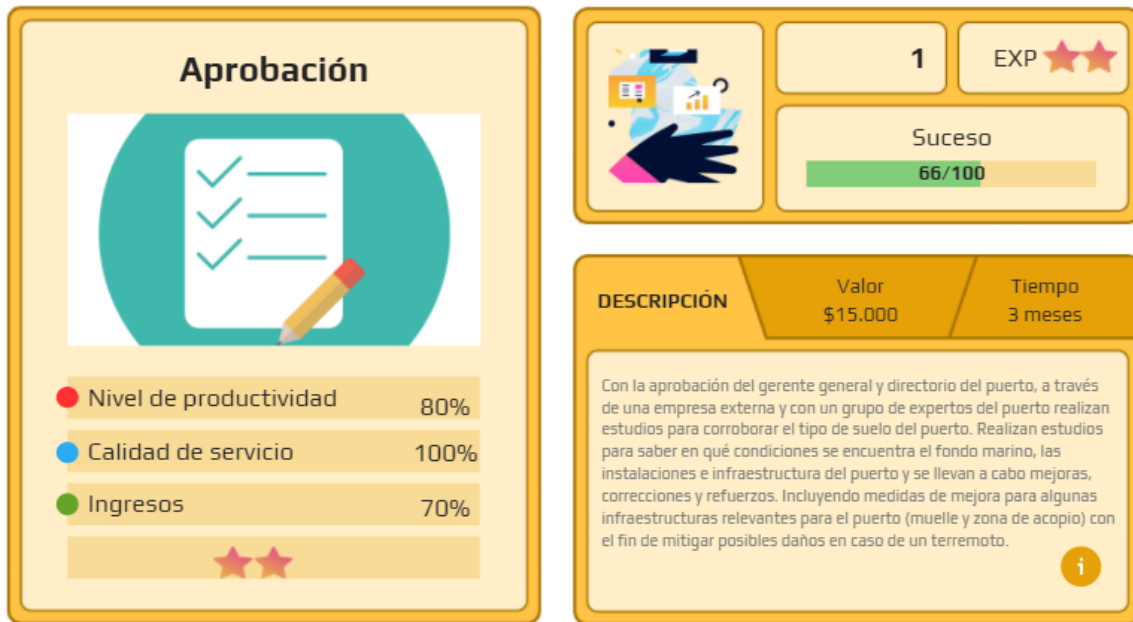 Aprobación
Nivel de productividad 80%
Calidad de servicio 100%
Ingresos 70%
1
EXP
Suceso
66/100
DESCRIPCIÓN
Valor
$15.000
Tiempo
3 meses
Con la aprobación del gerente general y directorio del puerto, a través
de una empresa externa y con un grupo de expertos del puerto realizan
estudios para corroborar el tipo de suelo del puerto. Realizan estudios
para saber en qué condiciones se encuentra el fondo marino, las
instalaciones e infraestructura del puerto y se llevan a cabo mejoras,
correcciones y refuerzos. Incluyendo medidas de mejora para algunas
infraestructuras relevantes para el puerto (muelle y zona de acopio) con
el fin de mitigar posibles daños en caso de un terremoto.
i